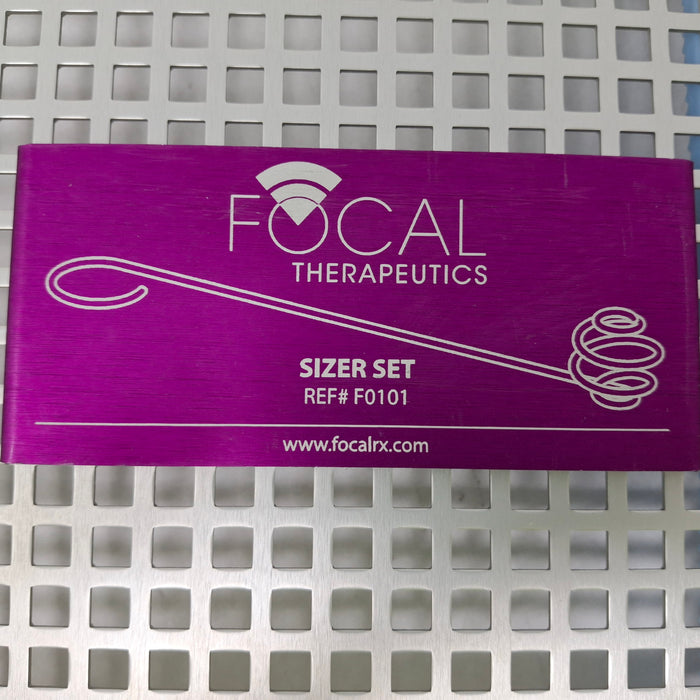 FOCAL
THERAPEUTICS
SIZER SET
REF# F0101
www.focalrx.com